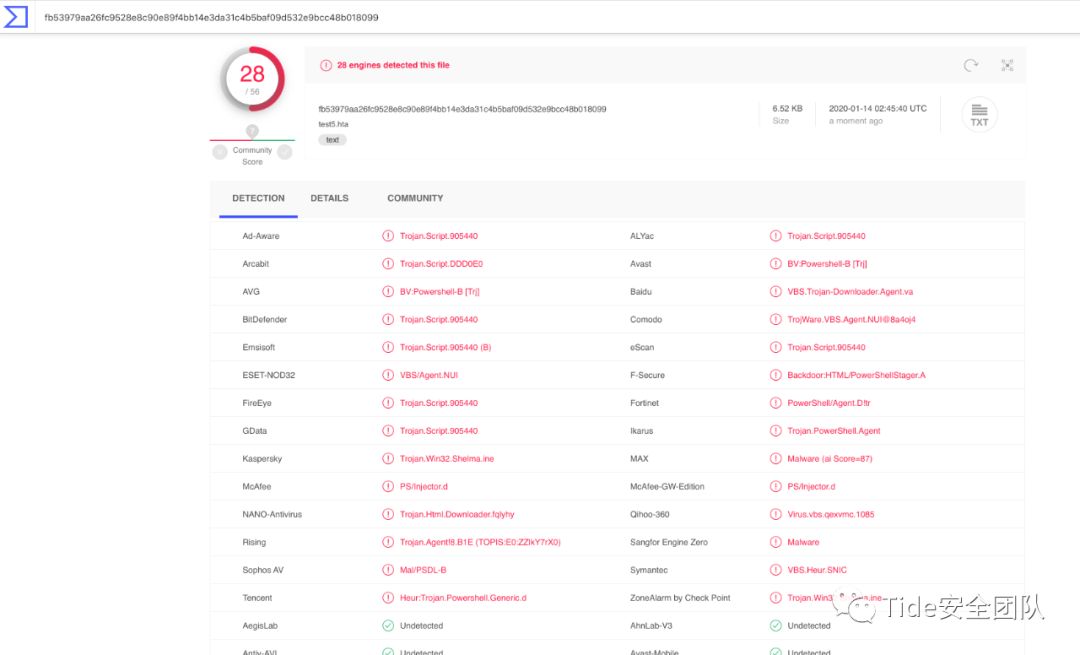 fb53979aa26fc9528e8c90e89f4bb14e3da31c4b5baf09d532e9bcc48b018099
28
/ 56
?
Community
Score
28 engines detected this file
fb53979aa26fc9528e8c90e89f4bb14e3da31c4b5baf09d532e9bcc48b018099
test5.hta
text
6.52 KB
Size
2020-01-14 02:45:40 UTC
a moment ago
TXT
DETECTION DETAILS COMMUNITY
Ad-Aware Trojan.Script.905440 ALYac Trojan.Script.905440
Arcabit Trojan.Script.DDD0E0 Avast BV:Powershell-B [Trj]
AVG BV:Powershell-B [Trj] Baidu VBS.Trojan-Downloader.Agent.va
BitDefender Trojan.Script.905440 Comodo TrojWare.VBS.Agent.NUI@8a4oj4
Emsisoft Trojan.Script.905440 (B) eScan Trojan.Script.905440
ESET-NOD32 VBS/Agent.NUI F-Secure Backdoor:HTML/PowerShellStager.A
FireEye Trojan.Script.905440 Fortinet PowerShell/Agent.D!tr
GData Trojan.Script.905440 Ikarus Trojan.PowerShell.Agent
Kaspersky Trojan.Win32.Shelma.ine MAX Malware (ai Score=87)
McAfee PS/Injector.d McAfee-GW-Edition PS/Injector.d
NANO-Antivirus Trojan.Html.Downloader.fqlyhy Qihoo-360 Virus.vbs.qexvmc.1085
Rising Trojan.Agent!8.B1E (TOPIS:E0:ZZlkY7rX0) Sangfor Engine Zero Malware
Sophos AV Mal/PSDL-B Symantec VBS.Heur.SNIC
Tencent Heur:Trojan.Powershell.Generic.d ZoneAlarm by Check Point
Tide安全团队
AegisLab Undetected AhnLab-V3 Undetected
Antiy-AVL Undetected Avast-Mobile Undetected